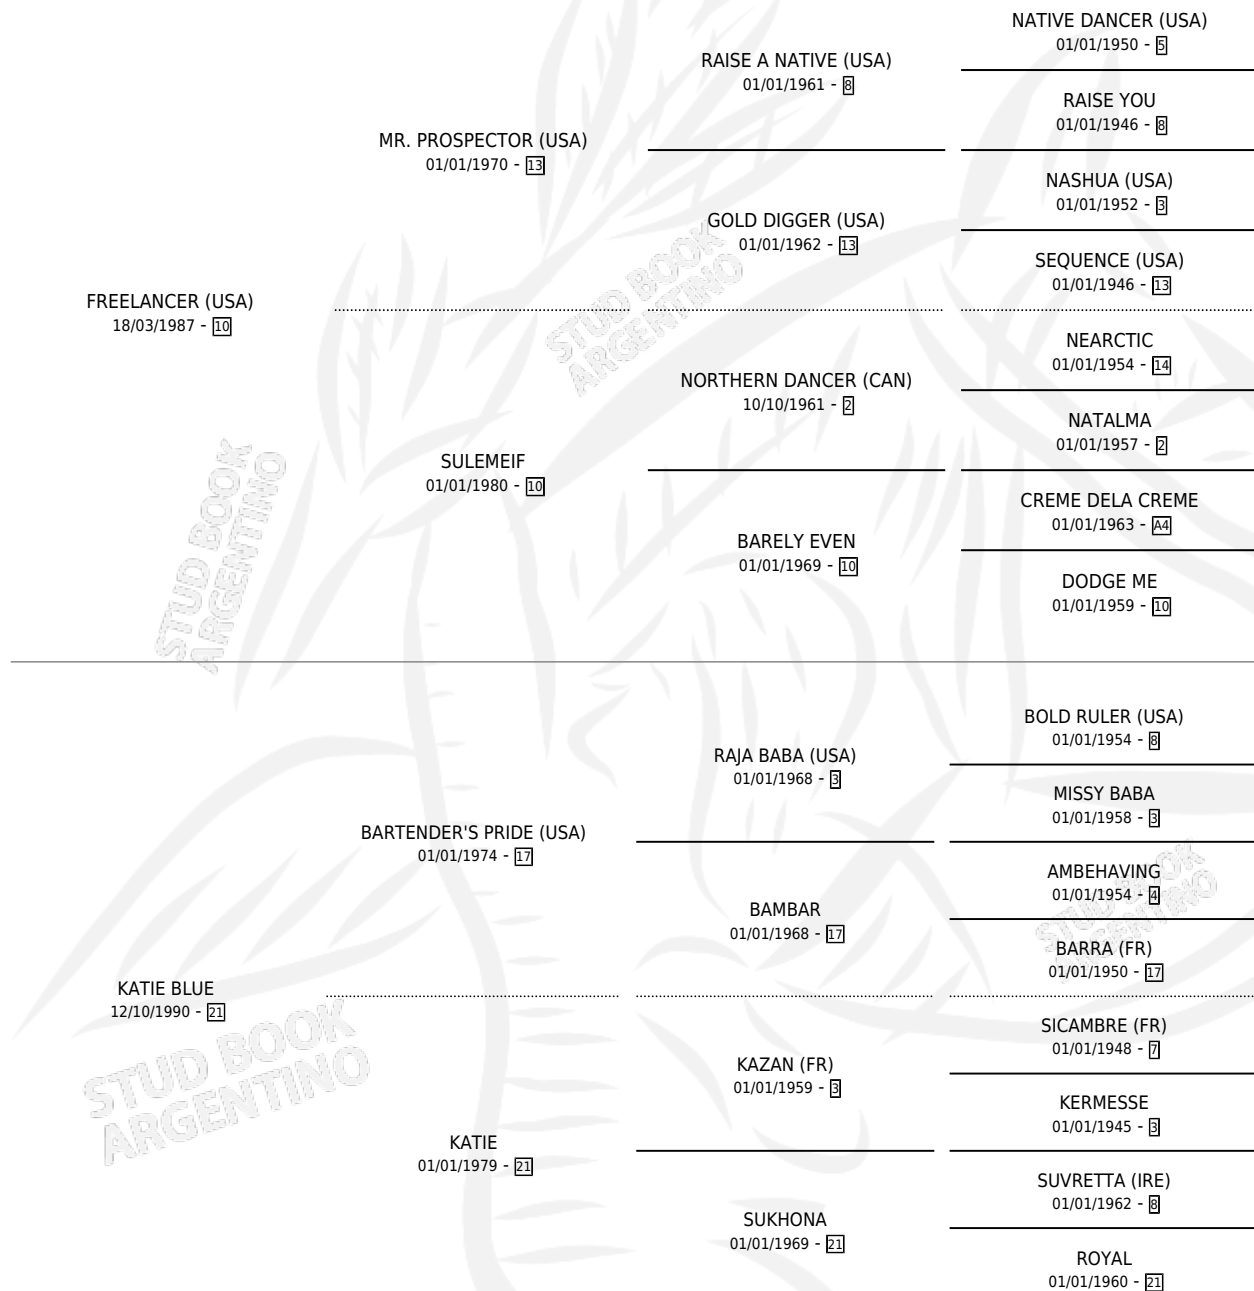 NATIVE DANCER (USA)
01/01/1950 - 5
RAISE A NATIVE (USA)
01/01/1961 - 8
RAISE YOU
01/01/1946 - 8
MR. PROSPECTOR (USA)
01/01/1970 - 13
NASHUA (USA)
01/01/1952 - 3
GOLD DIGGER (USA)
01/01/1962 - 13
SEQUENCE (USA)
01/01/1946 - 13
FREELANCER (USA)
18/03/1987 - 10
STUD BOOK
ARGENTINO
NEARCTIC
01/01/1954 - 14
NORTHERN DANCER (CAN)
10/10/1961 - 2
NATALMA
01/01/1957 - 2
SULEMEIF
01/01/1980 - 10
CREME DELA CREME
01/01/1963 - A4
BARELY EVEN
01/01/1969 - 10
DODGE ME
01/01/1959 - 10
STUD BOOK
ARGENTINO
BOLD RULER (USA)
01/01/1954 - 8
RAJA BABA (USA)
01/01/1968 - 3
MISSY BABA
01/01/1958 - 3
BARTENDER'S PRIDE (USA)
01/01/1974 - 17
AMBEHAVING
01/01/1954 - 4
BAMBAR
01/01/1968 - 17
STUD BOOK
ARGENTINO
BARRA (FR)
01/01/1950 - 17
KATIE BLUE
12/10/1990 - 21
STUD BOOK
ARGENTINO
SICAMBRE (FR)
01/01/1948 - 7
KAZAN (FR)
01/01/1959 - 3
KERMESSE
01/01/1945 - 3
KATIE
01/01/1979 - 21
SUVRETTA (IRE)
01/01/1962 - 8
SUKHONA
01/01/1969 - 21
ROYAL
01/01/1960 - 21